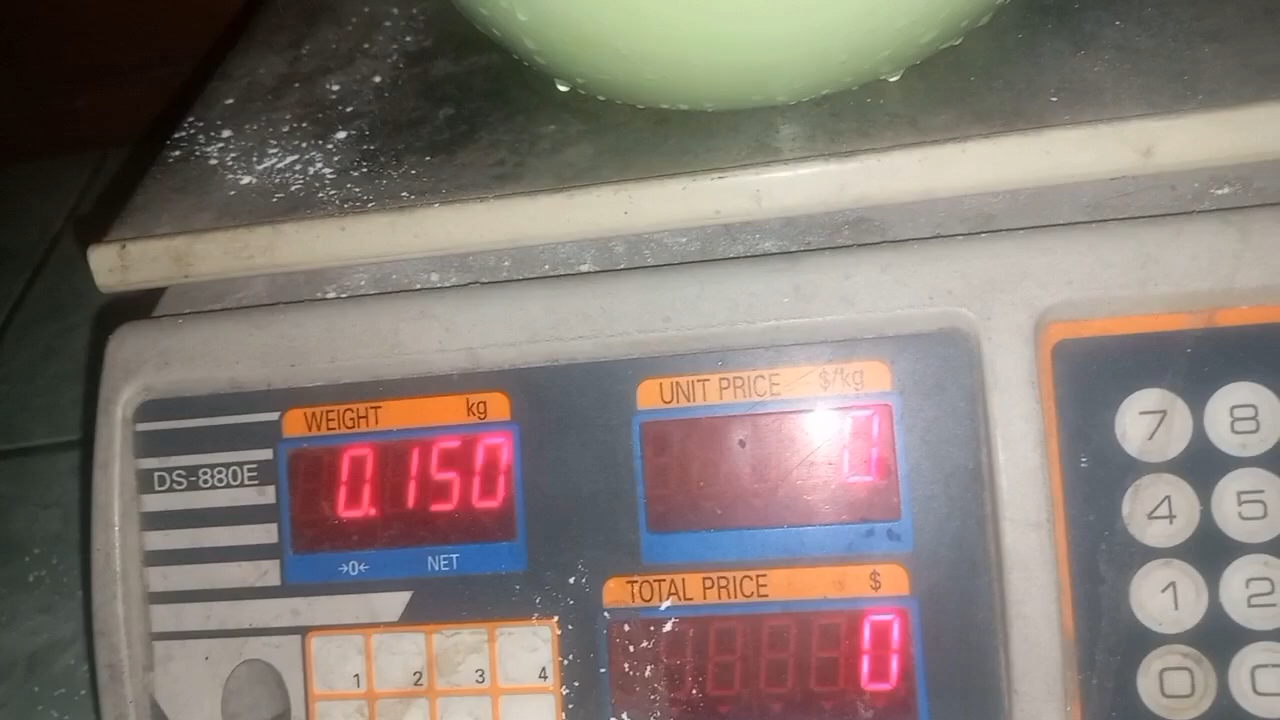 WEIGHT kg
0.150
DS-880E
→0← NET
UNIT PRICE $/kg
0
TOTAL PRICE $
0
1 2 3 4
7 8
4 5
1 2
0